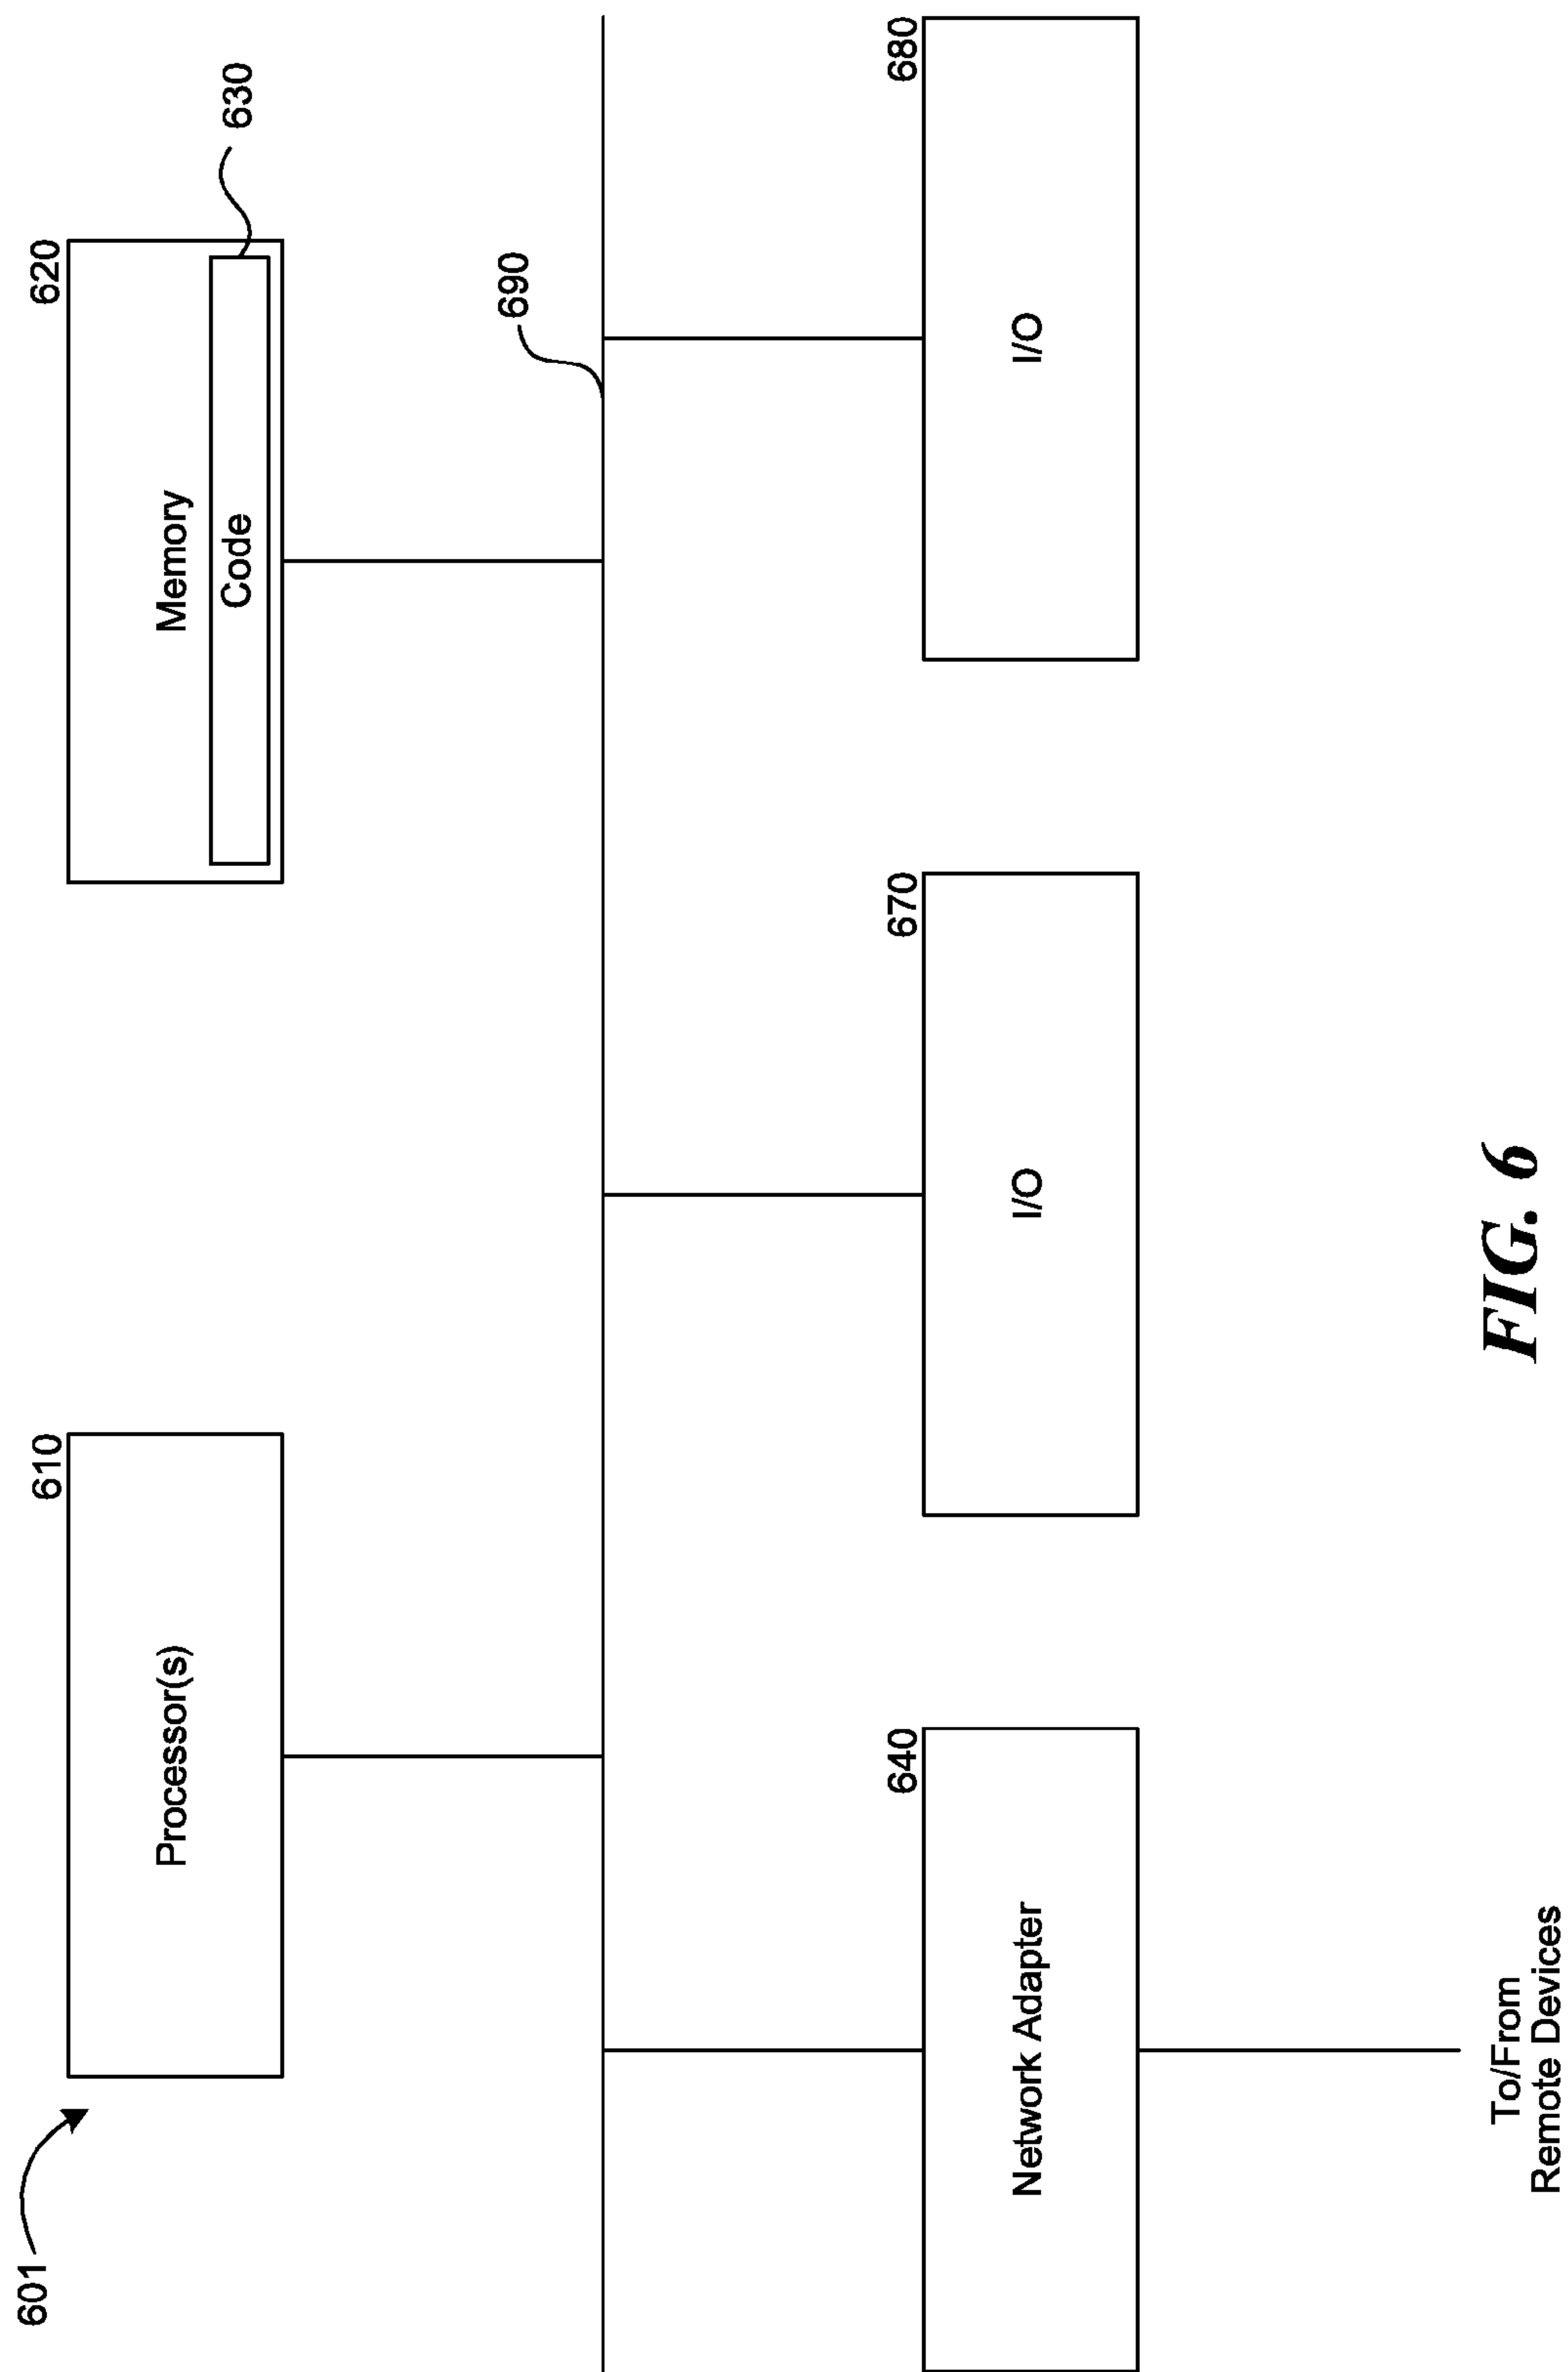 601
610
Processor(s)
620
Memory
Code
630
690
640
Network Adapter
670
I/O
680
I/O
To/From
Remote Devices
FIG. 6